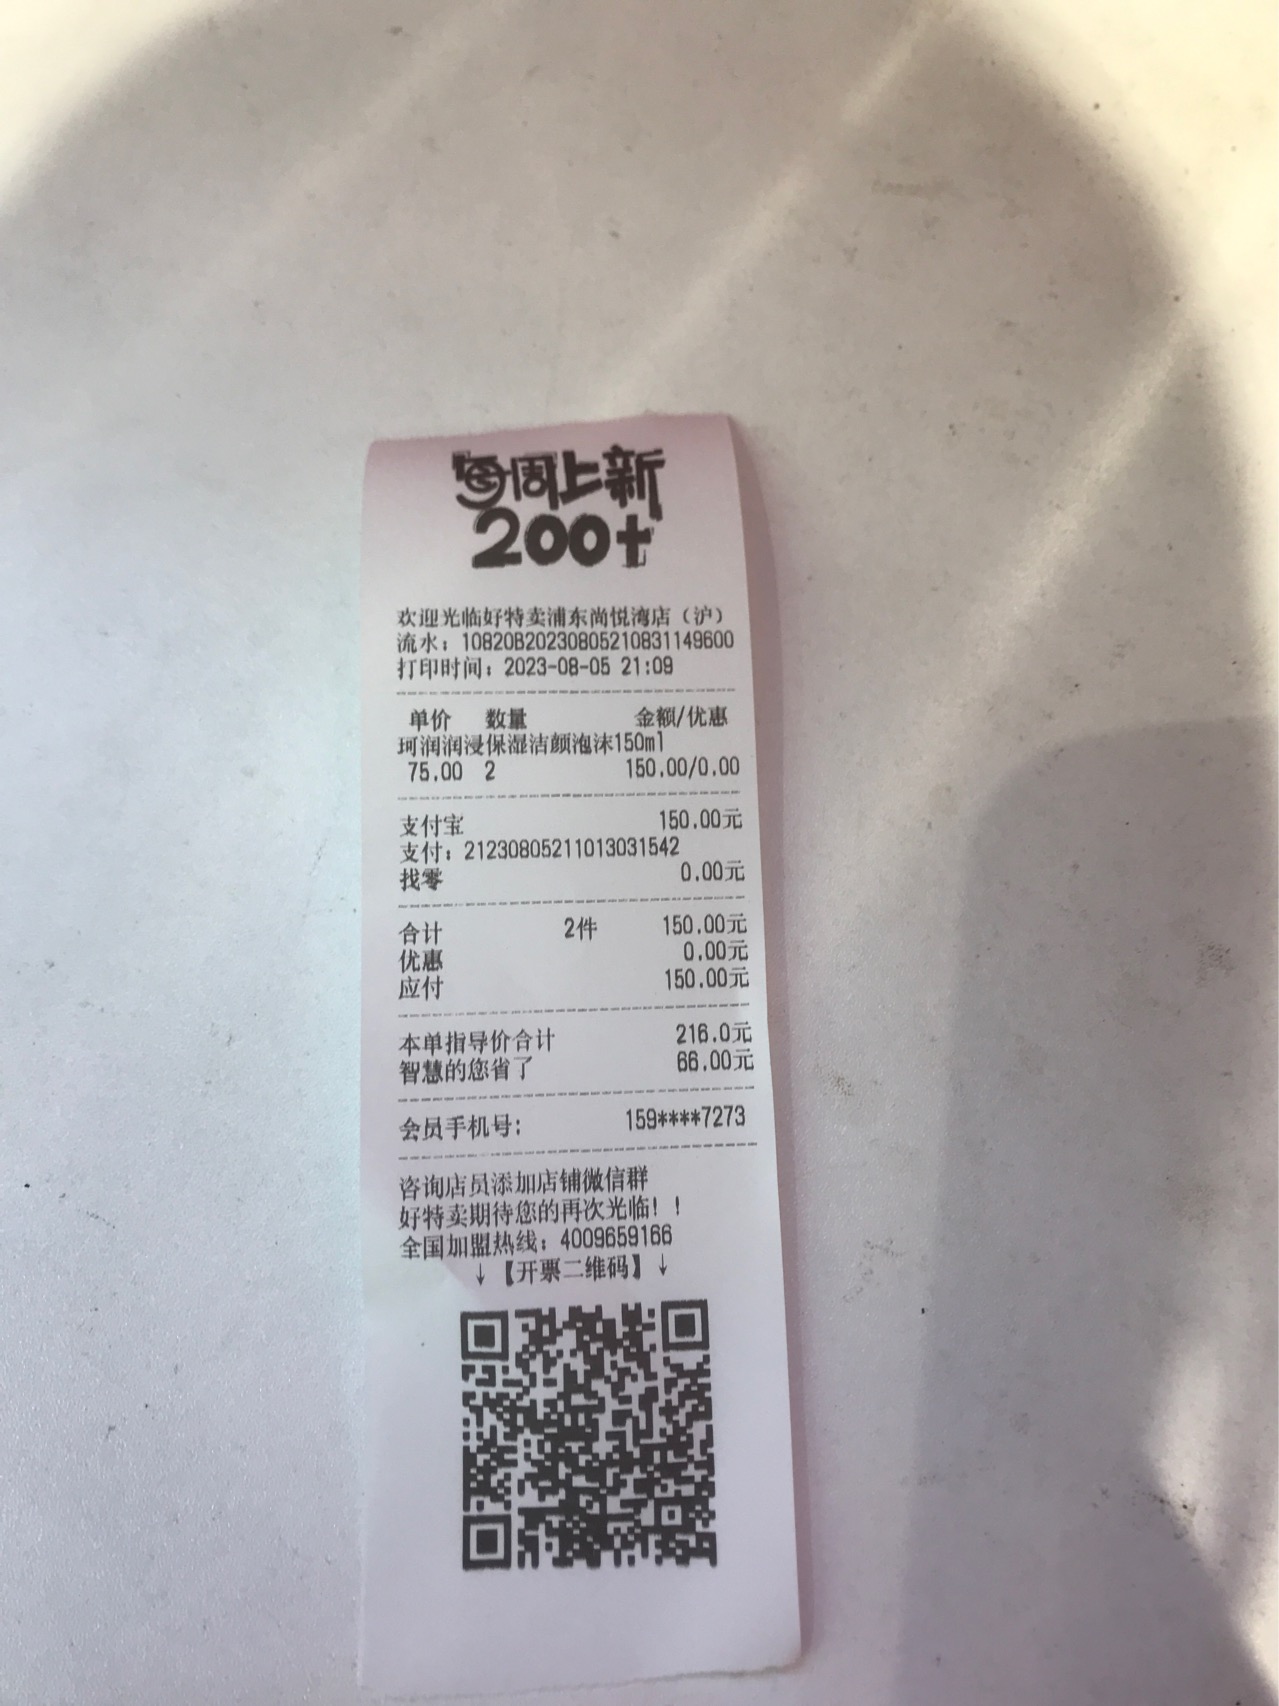 每周上新
200+
欢迎光临好特卖浦东尚悦湾店（沪）
流水：10820B20230805210831149600
打印时间：2023-08-05 21:09
单价 数量 金额/优惠
珂润润浸保湿洁颜泡沫150ml
75.00 2 150.00/0.00
支付宝 150.00元
支付：21230805211013031542
找零 0.00元
合计 2件 150.00元
优惠 0.00元
应付 150.00元
本单指导价合计 216.0元
智慧的您省了 66.00元
会员手机号: 159****7273
咨询店员添加店铺微信群
好特卖期待您的再次光临！！
全国加盟热线：4009659166
↓【开票二维码】↓